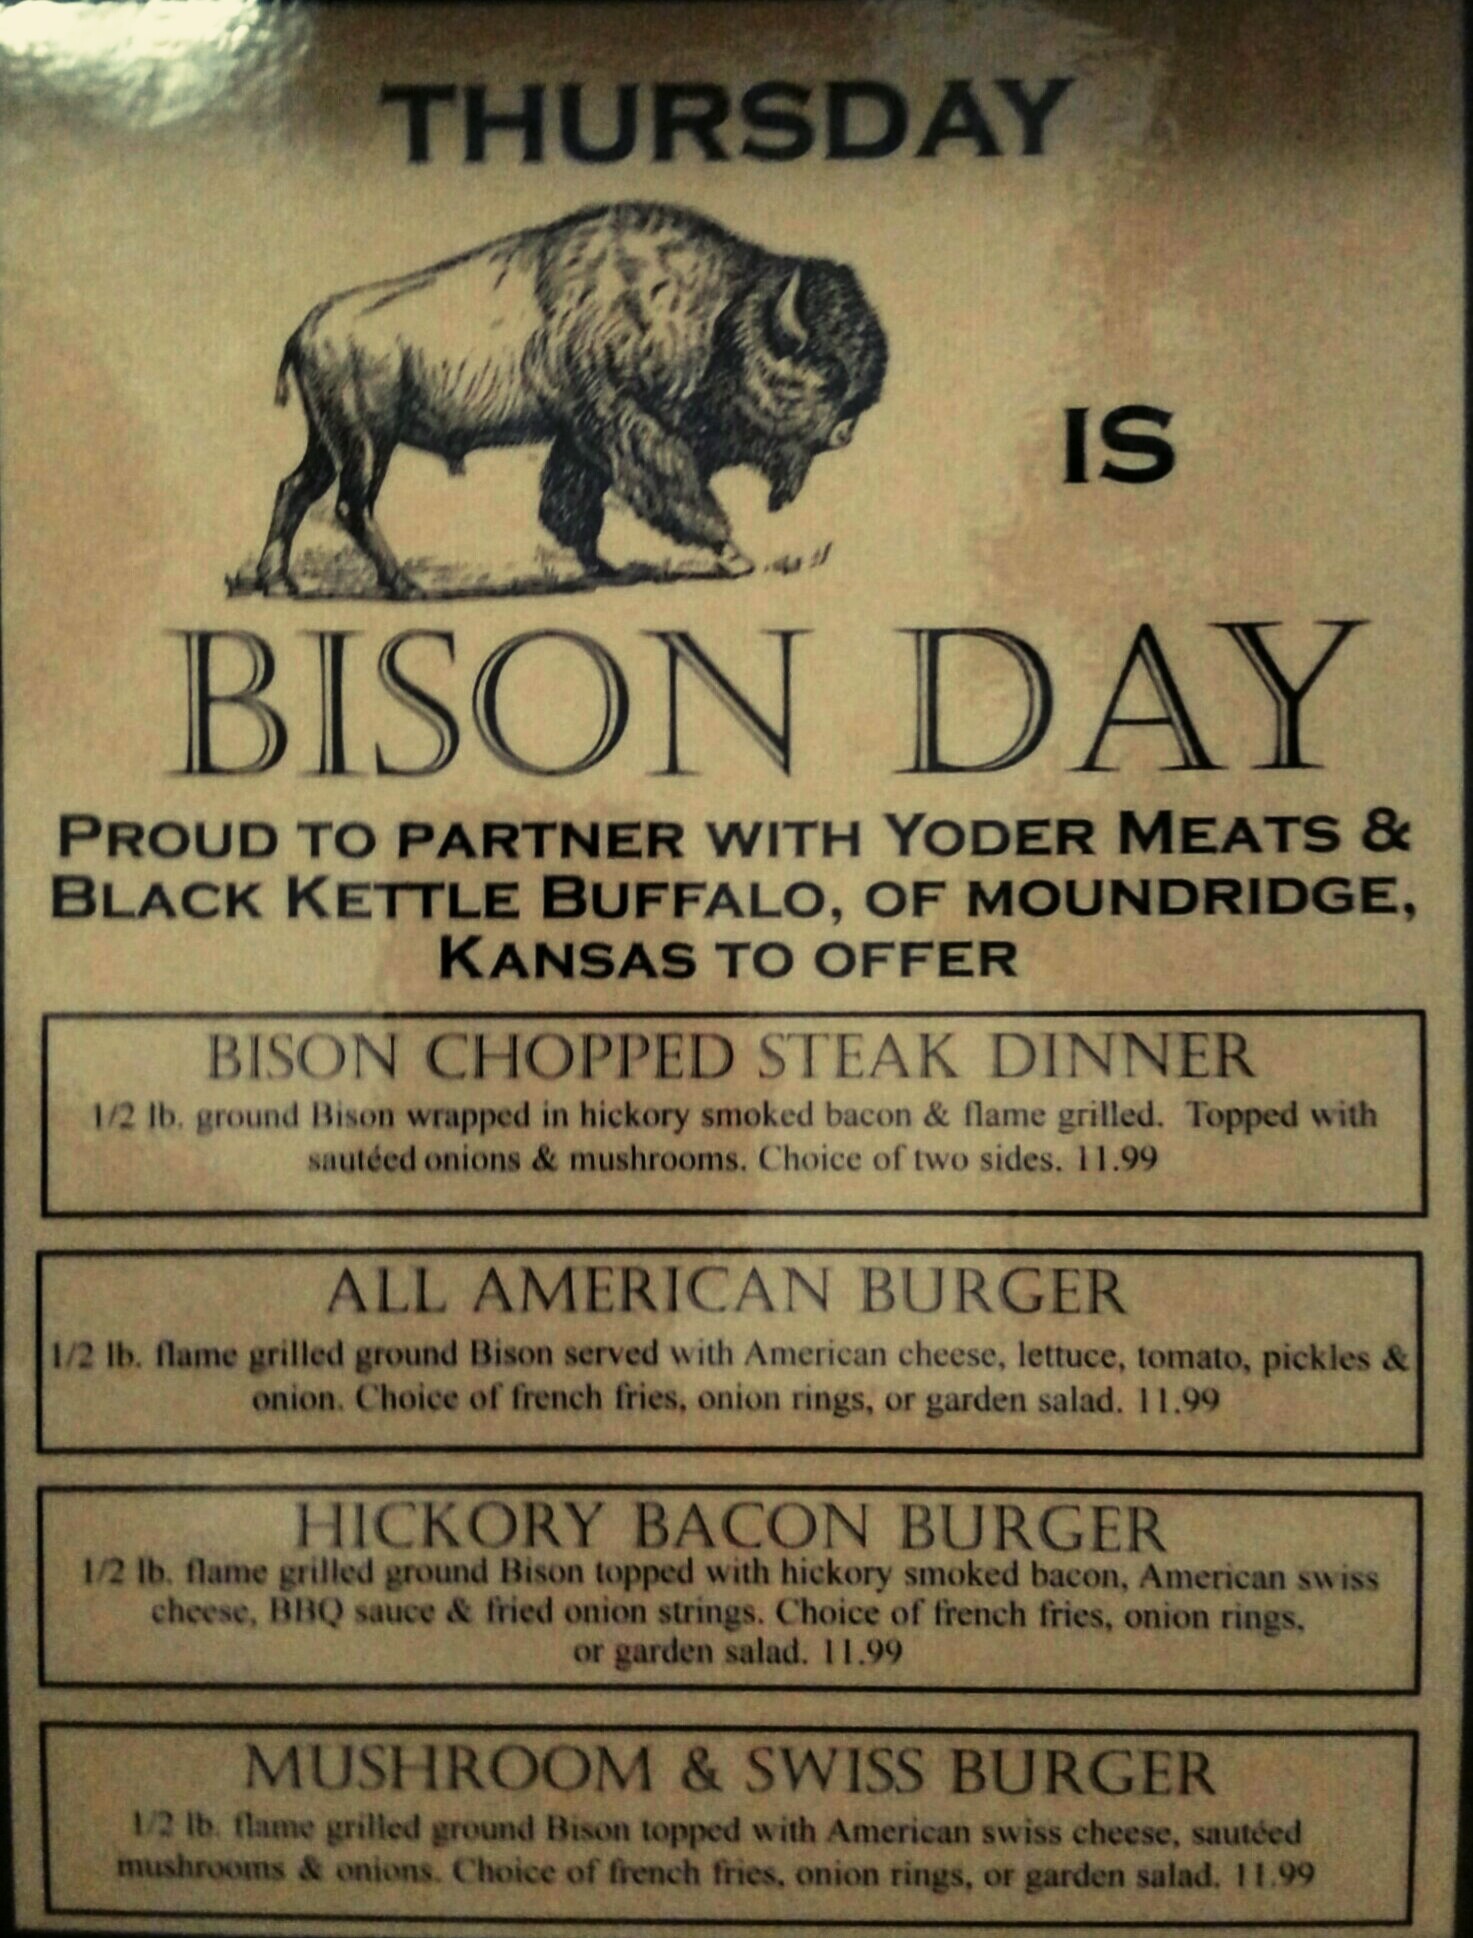 THURSDAY
IS
BISON DAY
PROUD TO PARTNER WITH YODER MEATS &
BLACK KETTLE BUFFALO, OF MOUNDRIDGE,
KANSAS TO OFFER
BISON CHOPPED STEAK DINNER
1/2 lb. ground Bison wrapped in hickory smoked bacon & flame grilled. Topped with
sautéed onions & mushrooms. Choice of two sides. 11.99
ALL AMERICAN BURGER
1/2 lb. flame grilled ground Bison served with American cheese, lettuce, tomato, pickles &
onion. Choice of french fries, onion rings, or garden salad. 11.99
HICKORY BACON BURGER
1/2 lb. flame grilled ground Bison topped with hickory smoked bacon, American swiss
cheese, BBQ sauce & fried onion strings. Choice of french fries, onion rings,
or garden salad. 11.99
MUSHROOM & SWISS BURGER
1/2 lb. flame grilled ground Bison topped with American swiss cheese, sautéed
mushrooms & onions. Choice of french fries, onion rings, or garden salad. 11.99